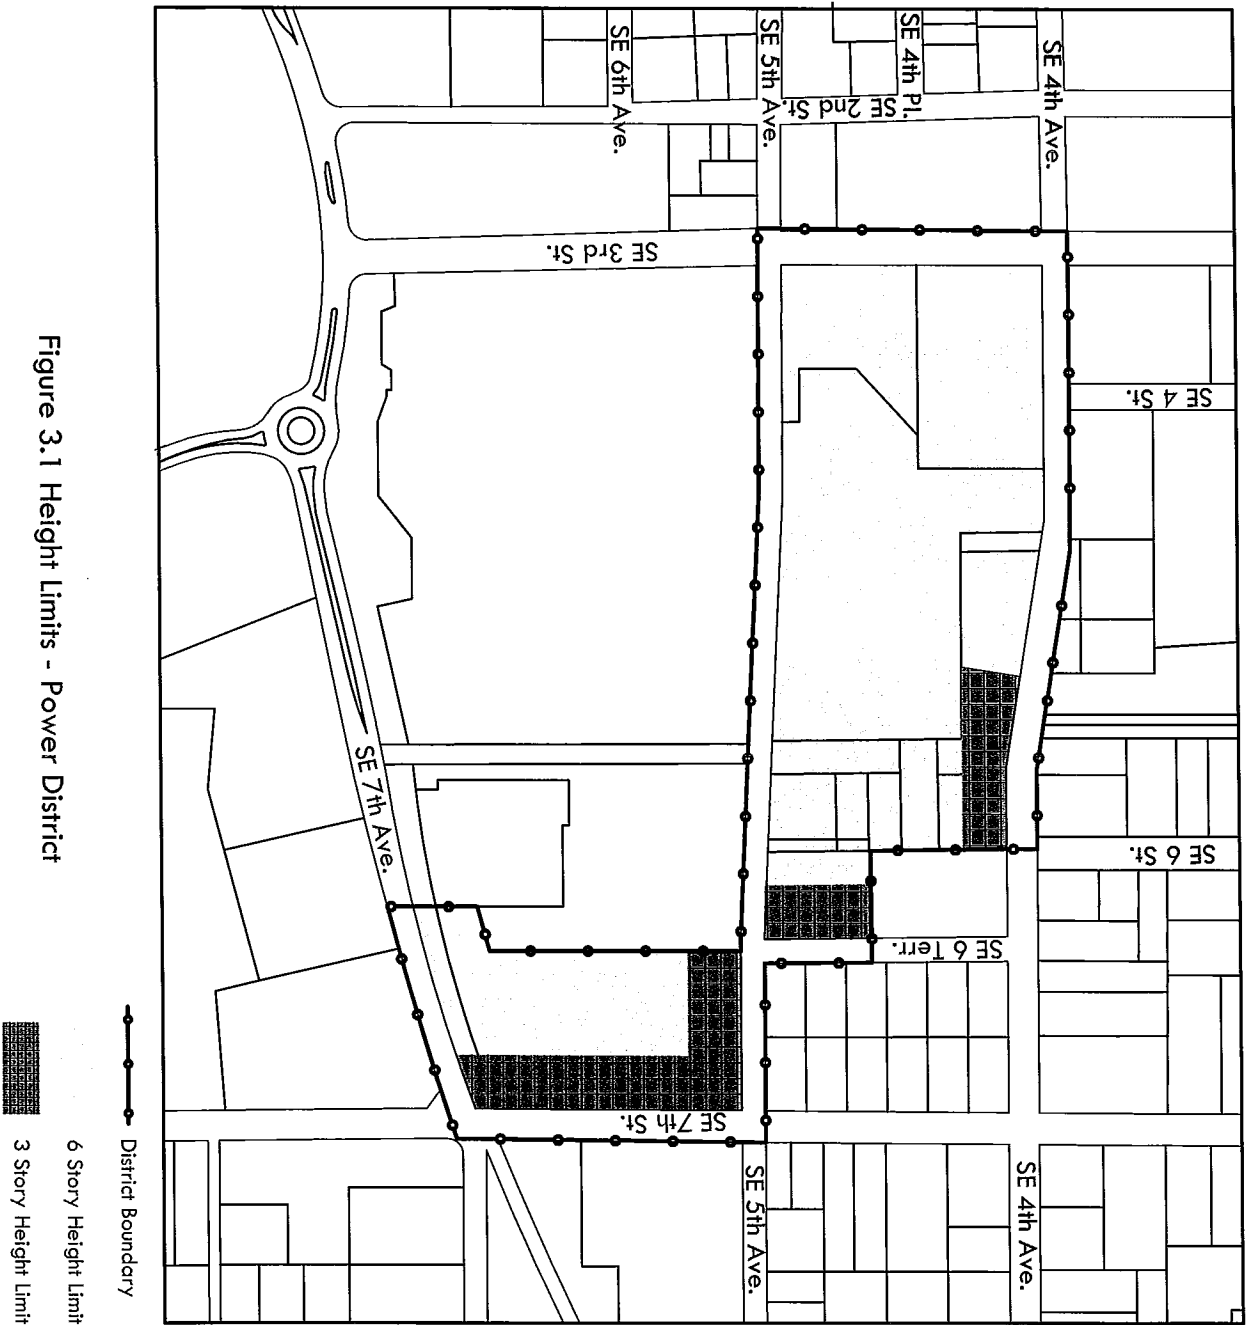 SE 6th Ave.
SE 5th Ave.
SE 4th Pl.
SE 4th Ave.
SE 2nd St.
SE 3rd St.
SE 4 St.
SE 7th Ave.
SE 6 St.
SE 6 Terr.
SE 7th St.
SE 5th Ave.
SE 4th Ave.
Figure 3.1 Height Limits - Power District
District Boundary
6 Story Height Limit
3 Story Height Limit